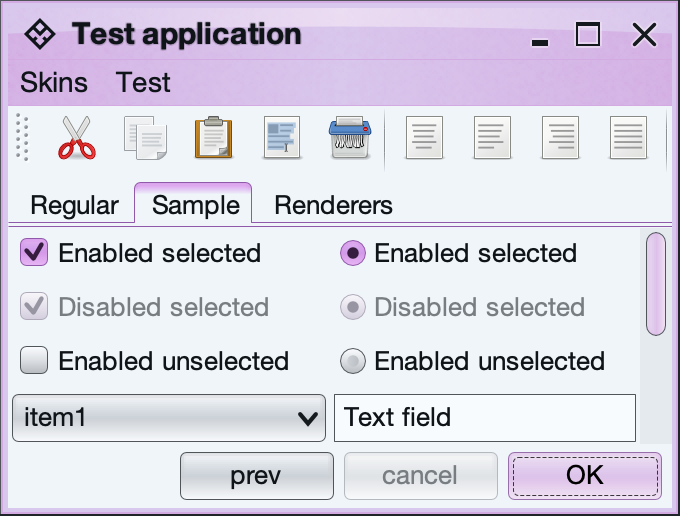 Test application
Skins Test
Regular Sample Renderers
Enabled selected Enabled selected
Disabled selected Disabled selected
Enabled unselected Enabled unselected
item1 Text field
prev cancel OK